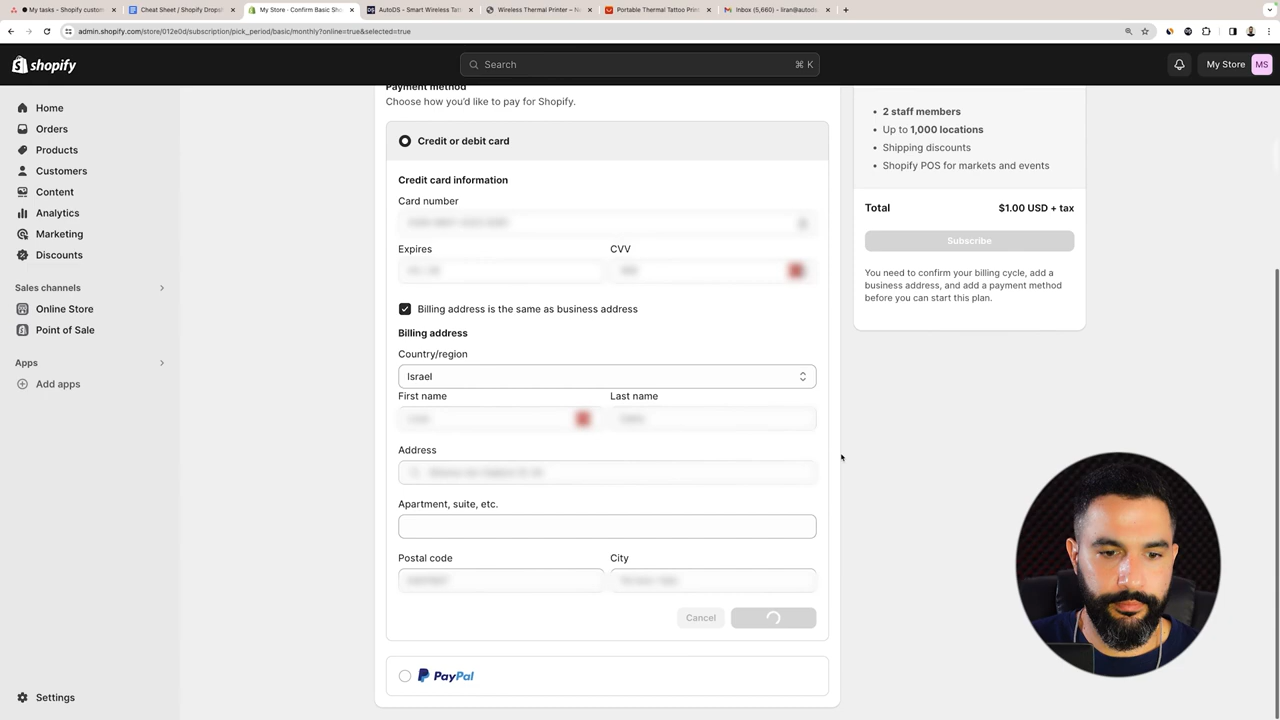 My tasks - Shopify custom
Cheat Sheet / Shopify Dropsh
My Store · Confirm Basic Sho
AutoDS - Smart Wireless Tat
Wireless Thermal Printer – N
Portable Thermal Tattoo Prin
Inbox (5,660) - liran@autods
admin.shopify.com/store/012e0d/subscription/pick_period/basic/monthly?online=true&selected=true
shopify
Search
⌘ K
My Store
MS
Home
Orders
Products
Customers
Content
Analytics
Marketing
Discounts
Sales channels
Online Store
Point of Sale
Apps
Add apps
Settings
Payment method
Choose how you'd like to pay for Shopify.
Credit or debit card
Credit card information
Card number
Expires
CVV
Billing address is the same as business address
Billing address
Country/region
Israel
First name
Last name
Address
Apartment, suite, etc.
Postal code
City
Cancel
PayPal
• 2 staff members
• Up to 1,000 locations
• Shipping discounts
• Shopify POS for markets and events
Total
$1.00 USD + tax
Subscribe
You need to confirm your billing cycle, add a
business address, and add a payment method
before you can start this plan.